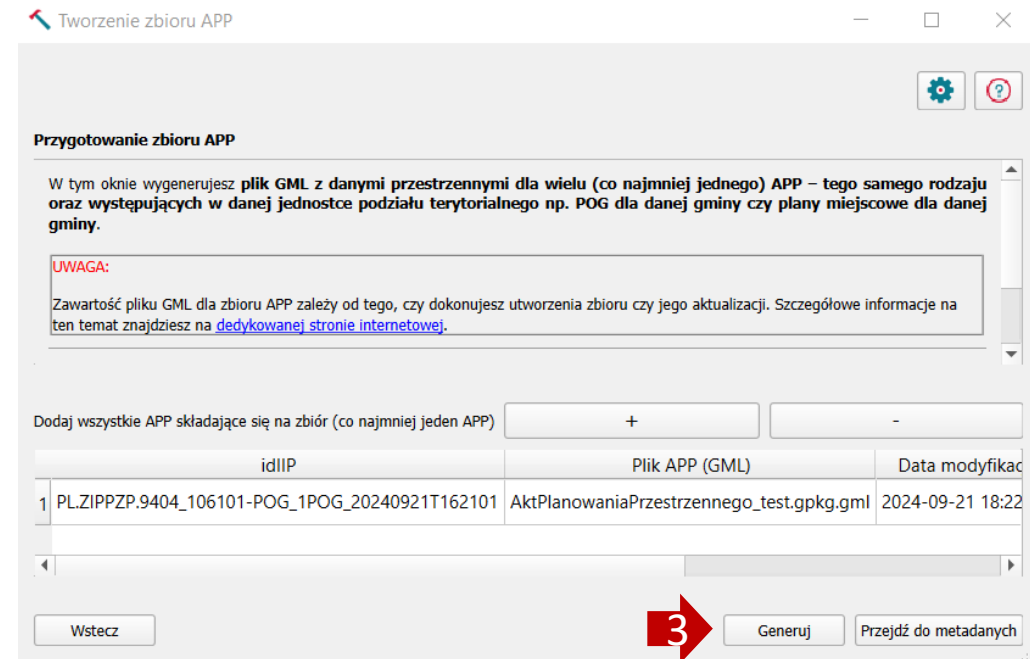 Tworzenie zbioru APP
Przygotowanie zbioru APP
W tym oknie wygenerujesz plik GML z danymi przestrzennymi dla wielu (co najmniej jednego) APP – tego samego rodzaju
oraz występujących w danej jednostce podziału terytorialnego np. POG dla danej gminy czy plany miejscowe dla danej
gminy.
UWAGA:
Zawartość pliku GML dla zbioru APP zależy od tego, czy dokonujesz utworzenia zbioru czy jego aktualizacji. Szczegółowe informacje na
ten temat znajdziesz na dedykowanej stronie internetowej.
Dodaj wszystkie APP składające się na zbiór (co najmniej jeden APP) + -
idIIP Plik APP (GML) Data modyfikac
1 PL.ZIPPZP.9404_106101-POG_1POG_20240921T162101 AktPlanowaniaPrzestrzennego_test.gpkg.gml 2024-09-21 18:22
Wstecz 3 Generuj Przejdź do metadanych